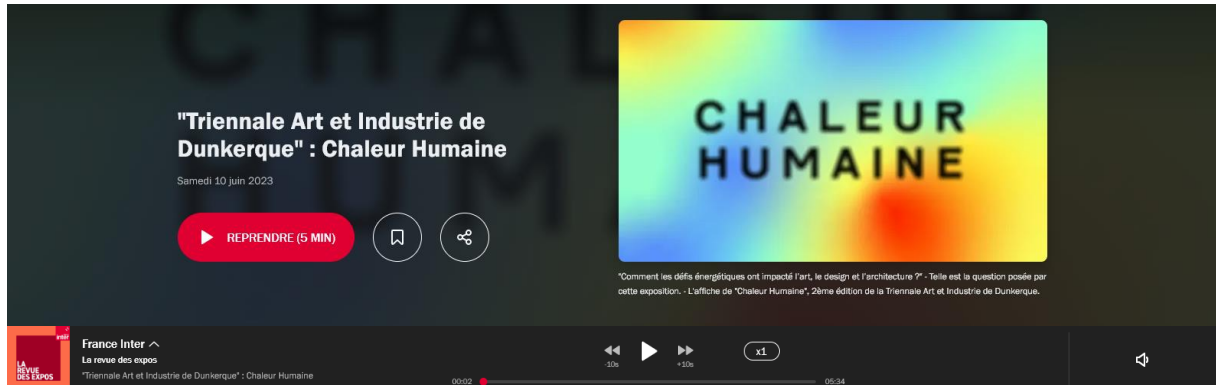 "Triennale Art et Industrie de
Dunkerque" : Chaleur Humaine
Samedi 10 juin 2023
REPRENDRE (5 MIN)
CHALEUR
HUMAINE
"Comment les défis énergétiques ont impacté l'art, le design et l'architecture ?" - Telle est la question posée par
cette exposition. - L'affiche de "Chaleur Humaine", 2ème édition de la Triennale Art et Industrie de Dunkerque.
inter
LA
REVUE
DES EXPOS
France Inter
La revue des expos
"Triennale Art et Industrie de Dunkerque" : Chaleur Humaine
-10s
+10s
x1
00:02
05:34